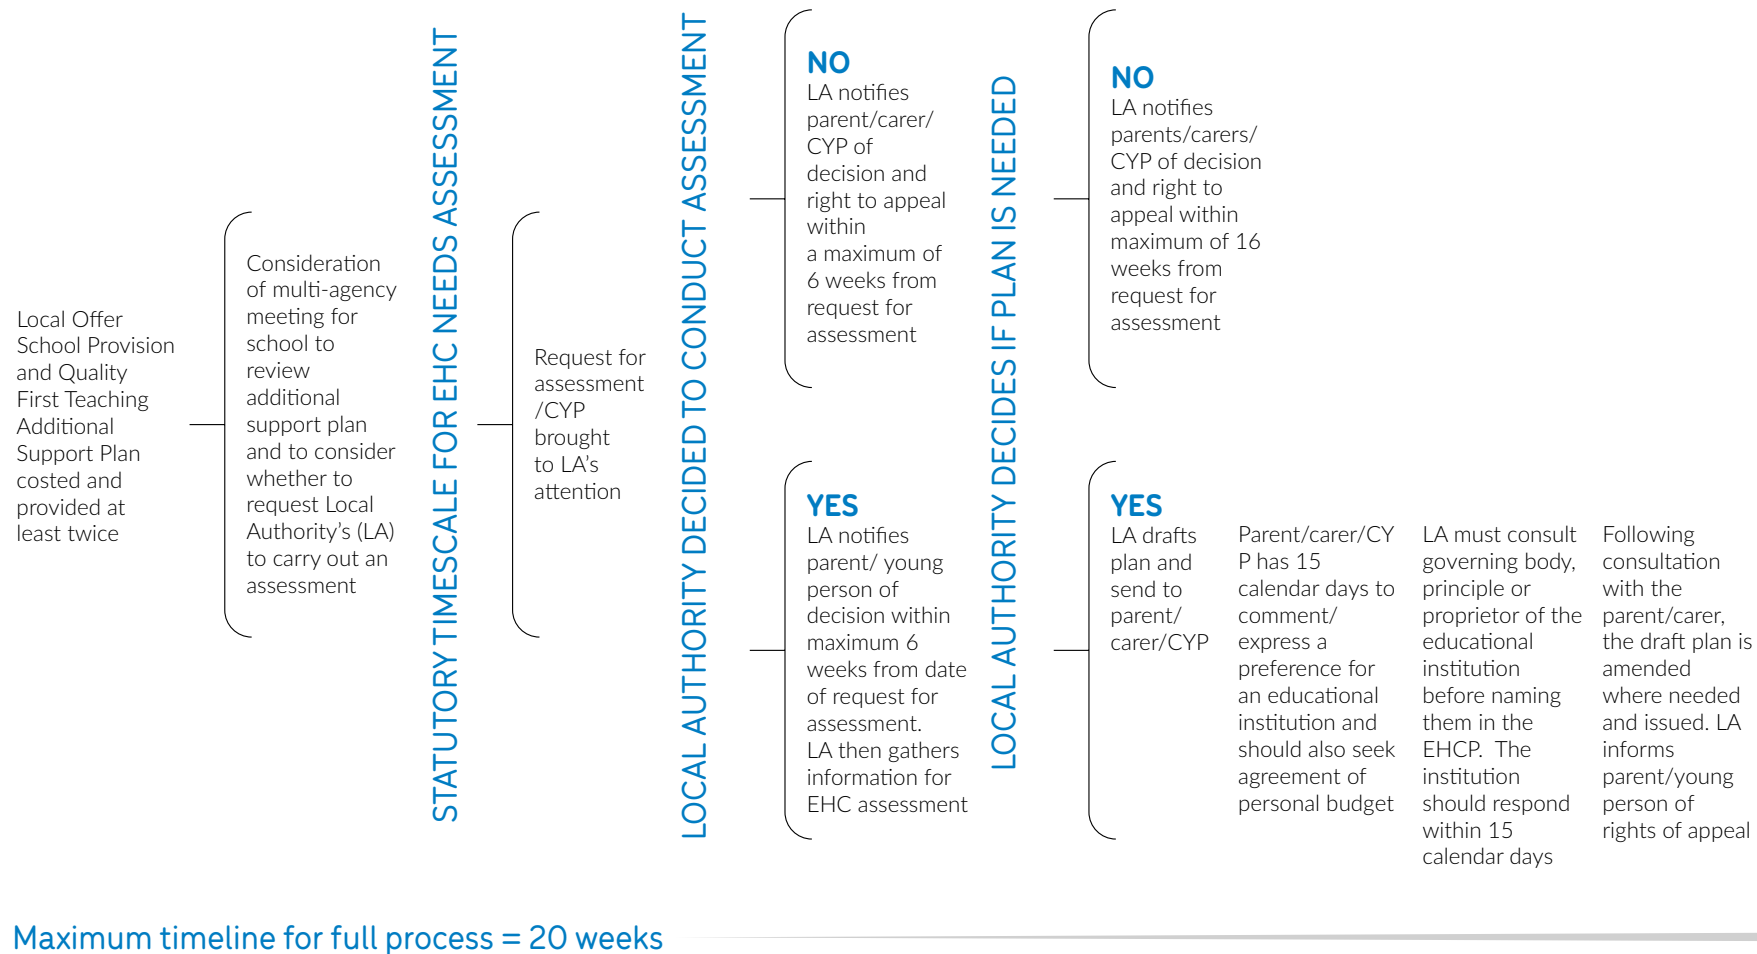 Local Offer
School Provision
and Quality
First Teaching
Additional
Support Plan
costed and
provided at
least twice
Consideration
of multi-agency
meeting for
school to
review
additional
support plan
and to consider
whether to
request Local
Authority’s (LA)
to carry out an
assessment
STATUTORY TIMESCALE FOR EHC NEEDS ASSESSMENT
Request for
assessment
/CYP
brought
to LA’s
attention
LOCAL AUTHORITY DECIDED TO CONDUCT ASSESSMENT
NO
LA notifies
parent/carer/
CYP of
decision and
right to appeal
within
a maximum of
6 weeks from
request for
assessment
YES
LA notifies
parent/ young
person of
decision within
maximum 6
weeks from date
of request for
assessment.
LA then gathers
information for
EHC assessment
LOCAL AUTHORITY DECIDES IF PLAN IS NEEDED
NO
LA notifies
parents/carers/
CYP of decision
and right to
appeal within
maximum of 16
weeks from
request for
assessment
YES
LA drafts
plan and
send to
parent/
carer/CYP
Parent/carer/CY
P has 15
calendar days to
comment/
express a
preference for
an educational
institution and
should also seek
agreement of
personal budget
LA must consult
governing body,
principle or
proprietor of the
educational
institution
before naming
them in the
EHCP.  The
institution
should respond
within 15
calendar days
Following
consultation
with the
parent/carer,
the draft plan is
amended
where needed
and issued. LA
informs
parent/young
person of
rights of appeal
Maximum timeline for full process = 20 weeks